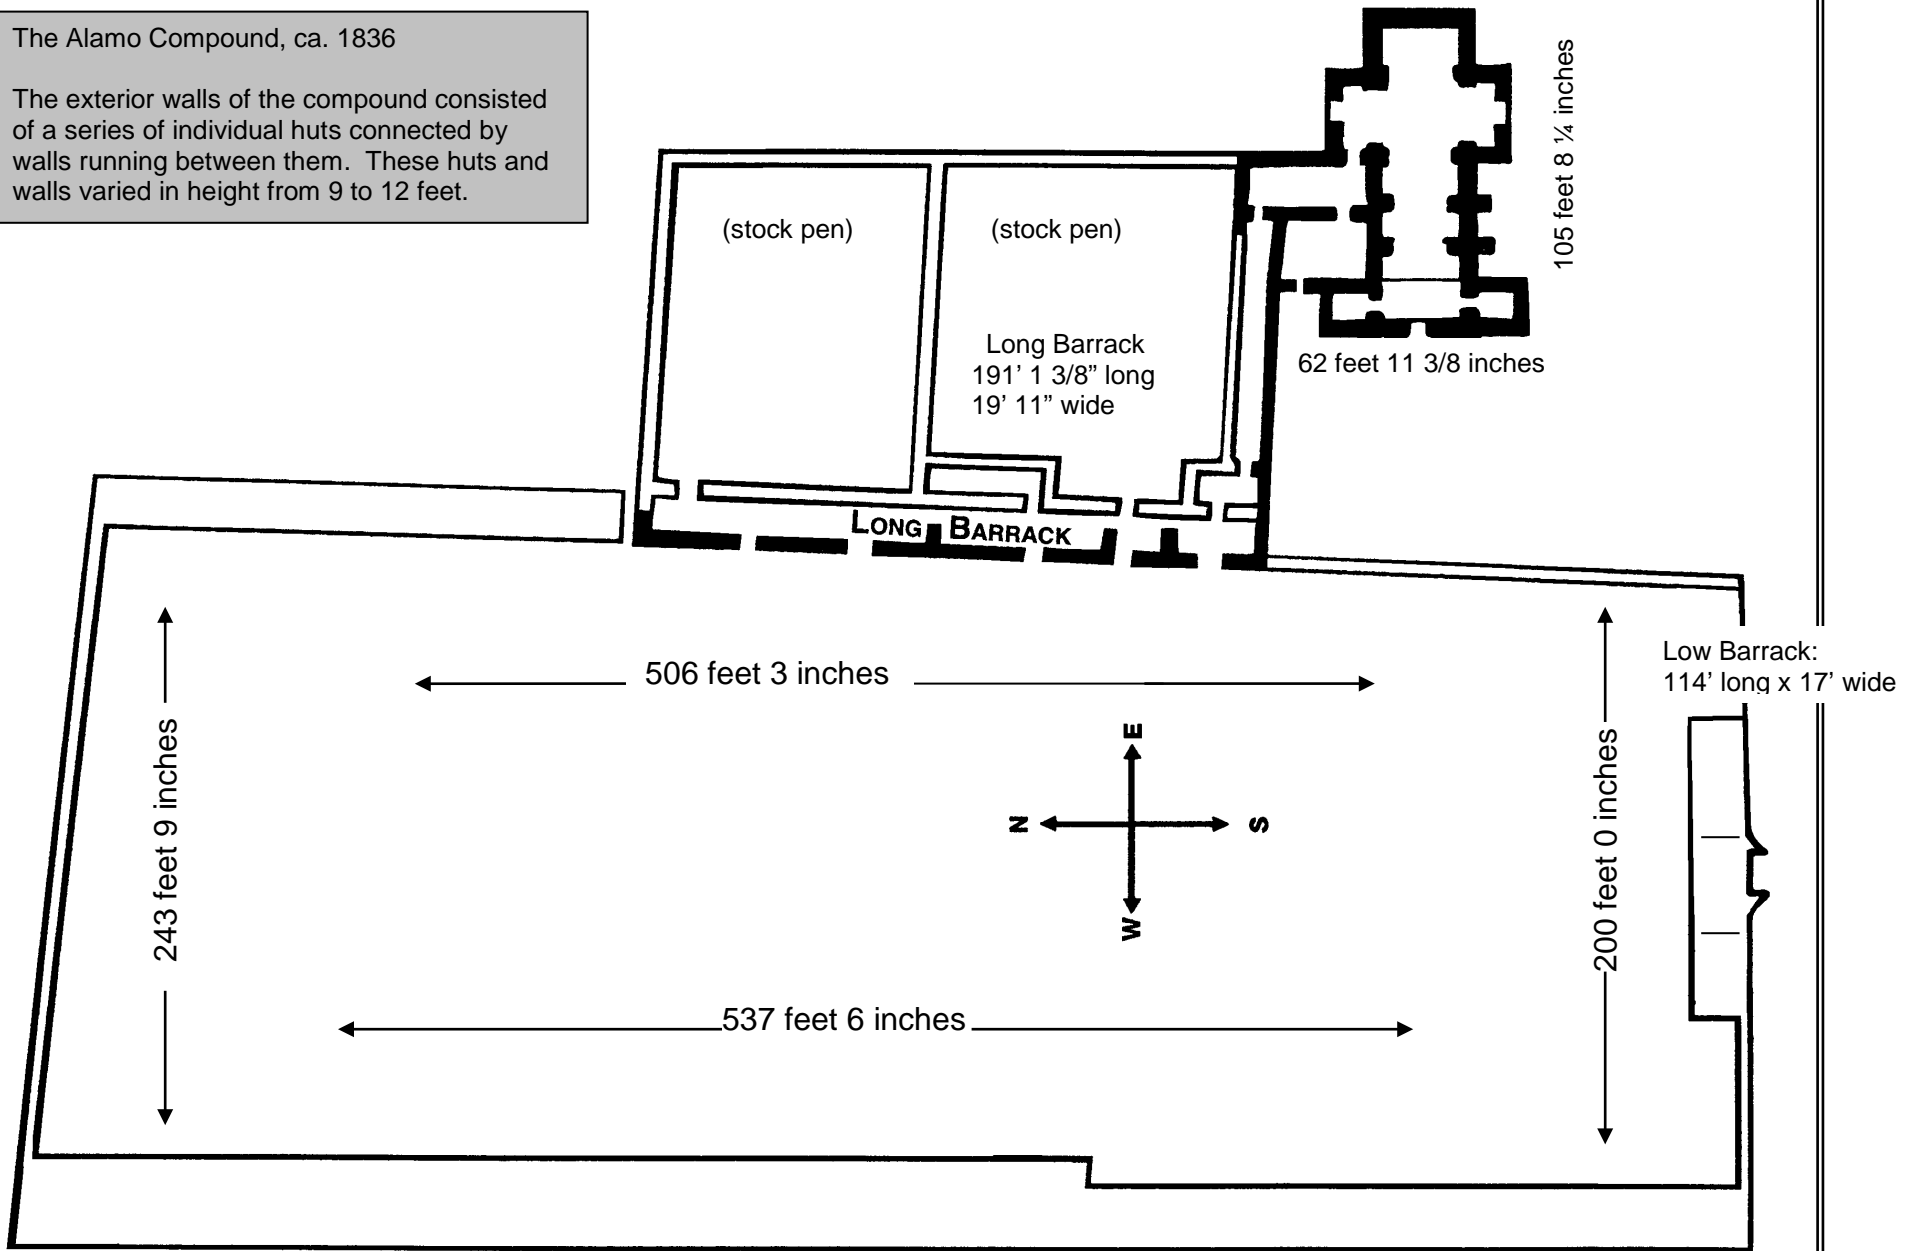 The Alamo Compound, ca. 1836
The exterior walls of the compound consisted
of a series of individual huts connected by
walls running between them. These huts and
walls varied in height from 9 to 12 feet.
105 feet 8 ¼ inches
(stock pen)
(stock pen)
Long Barrack
191’ 1 3/8” long
19’ 11” wide
62 feet 11 3/8 inches
LONG BARRACK
Low Barrack:
114’ long x 17’ wide
506 feet 3 inches
243 feet 9 inches
200 feet 0 inches
E
N
S
W
537 feet 6 inches